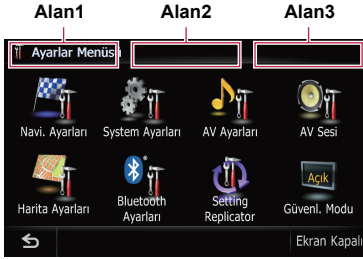 Alan1 Alan2 Alan3
Ayarlar Menüsü
Navi. Ayarları System Ayarları AV Ayarları AV Sesi
Açık
Harita Ayarları Bluetooth Ayarları Setting Replicator Güvenl. Modu
Ekran Kapalı